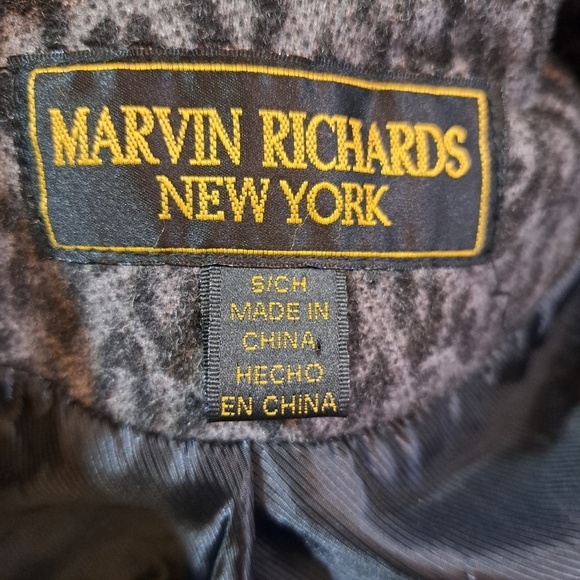 MARVIN RICHARDS
NEW YORK
S/CH
MADE IN
CHINA
HECHO
EN CHINA